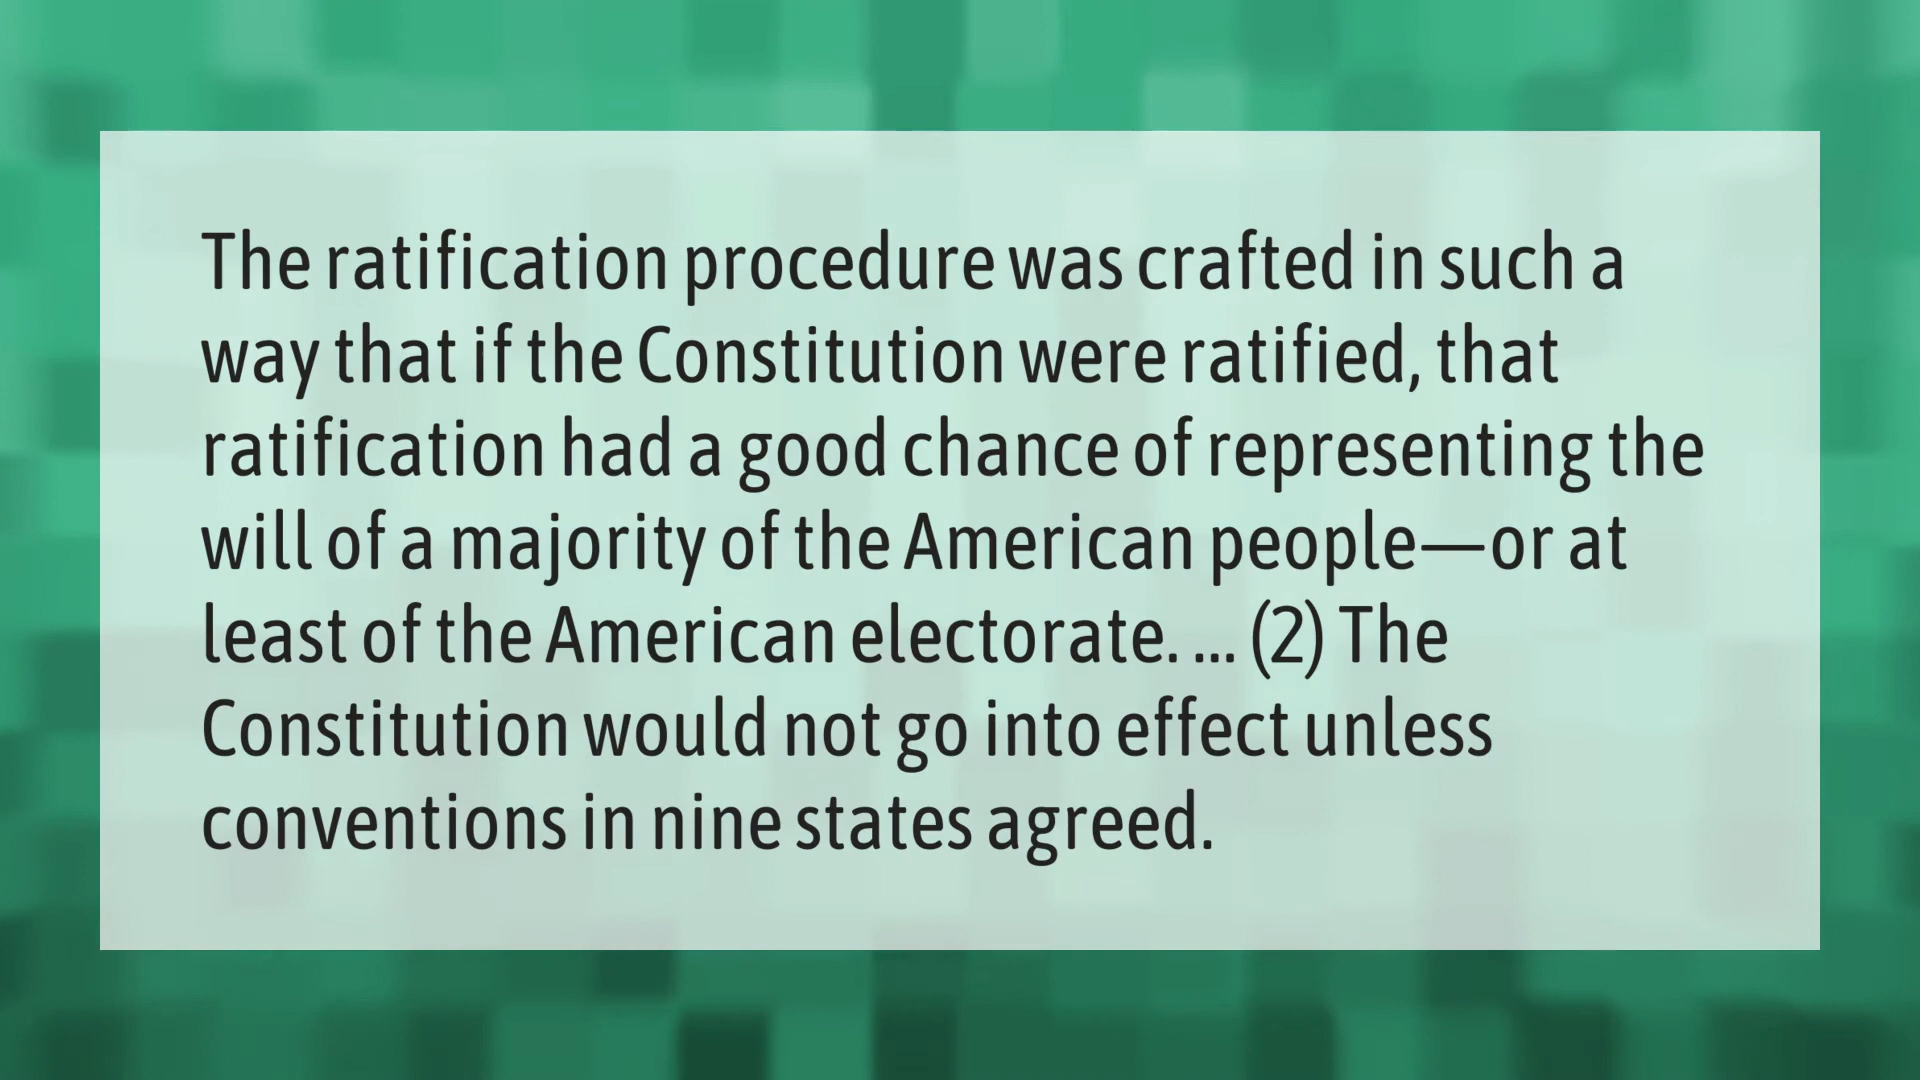 The ratification procedure was crafted in such a
way that if the Constitution were ratified, that
ratification had a good chance of representing the
will of a majority of the American people—or at
least of the American electorate. ... (2) The
Constitution would not go into effect unless
conventions in nine states agreed.